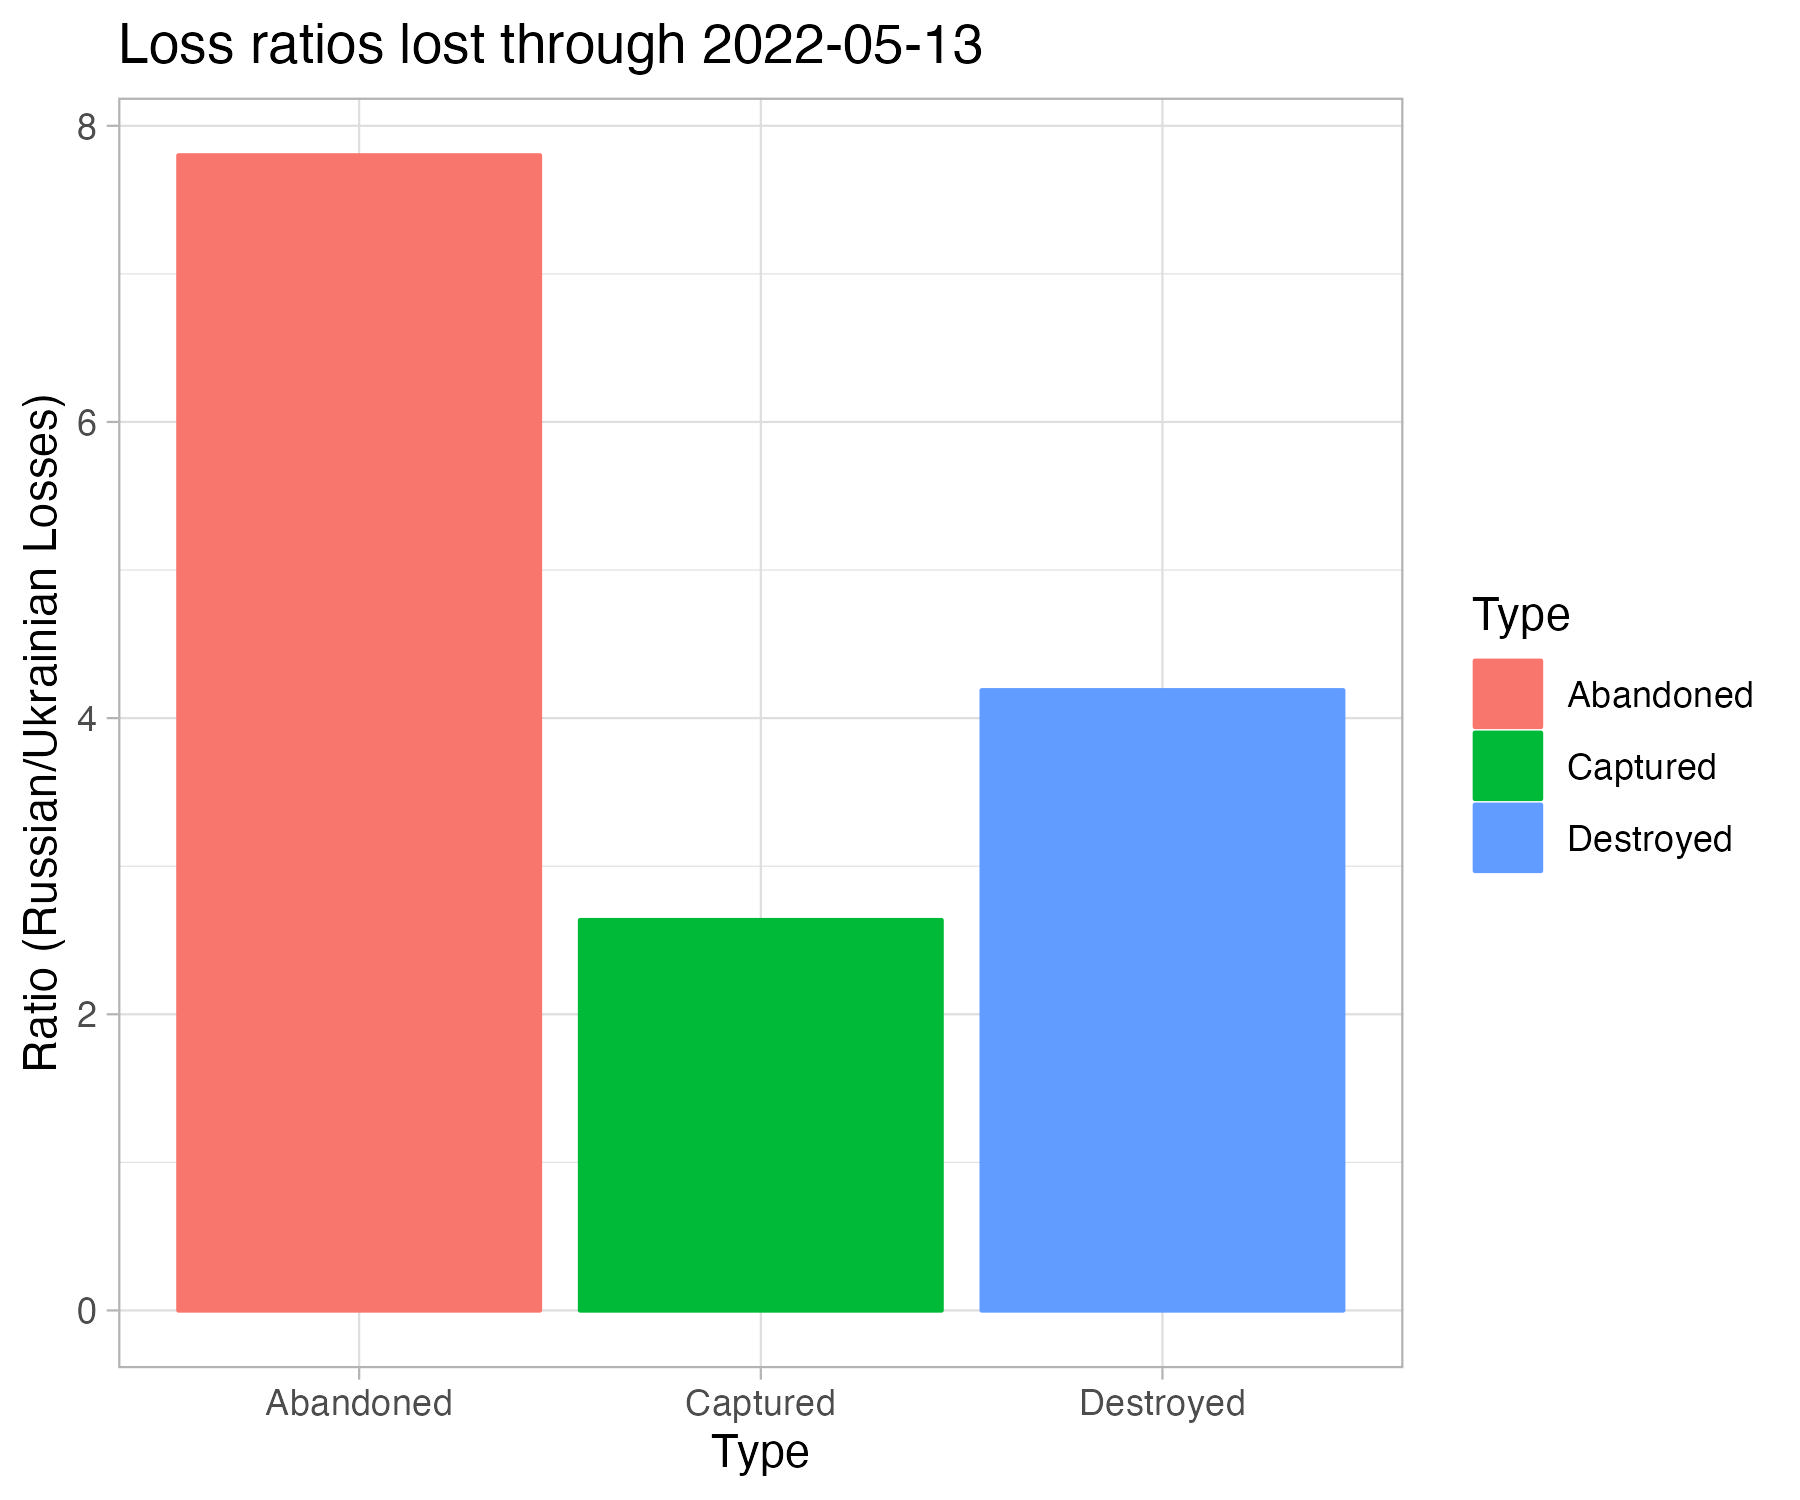 Loss ratios lost through 2022-05-13
Ratio (Russian/Ukrainian Losses)
8
6
4
2
0
Abandoned
Captured
Destroyed
Type
Type
Abandoned
Captured
Destroyed